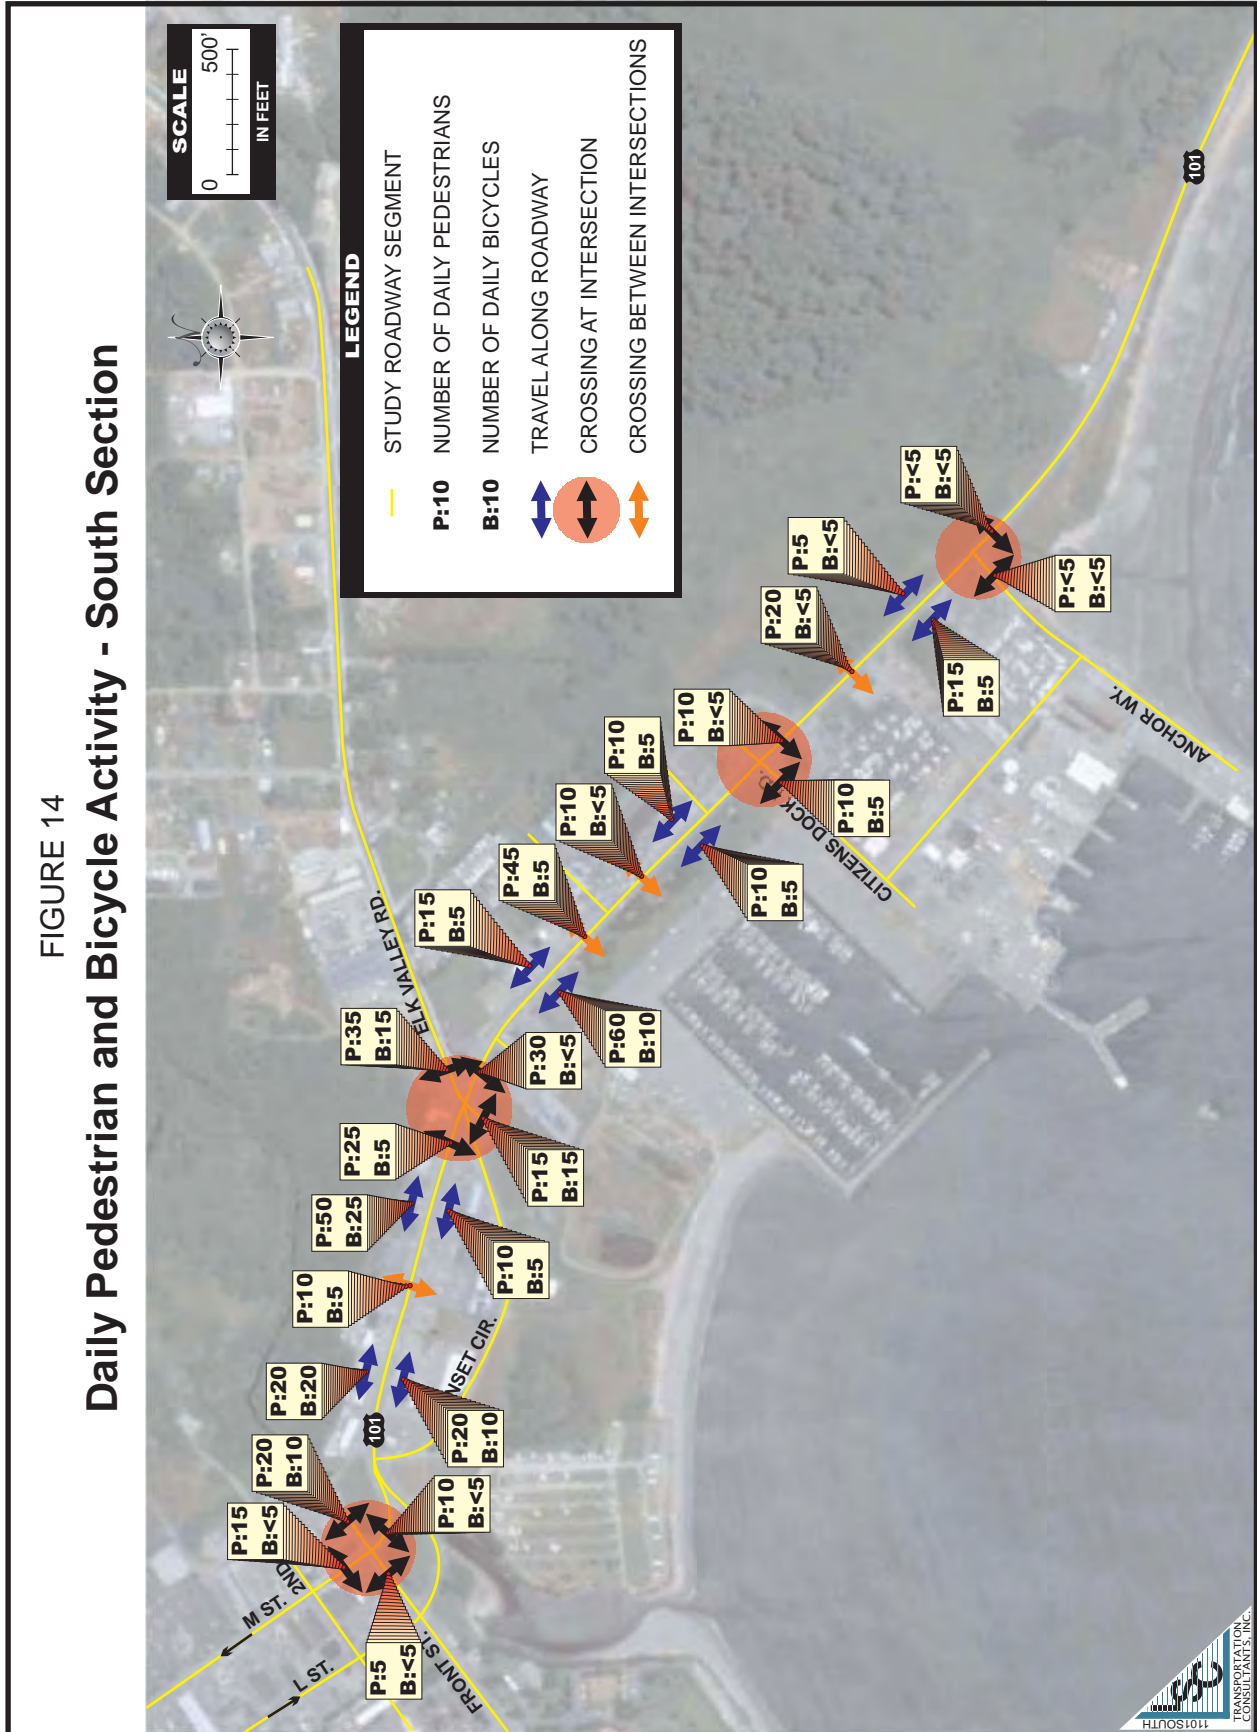 FIGURE 14
Daily Pedestrian and Bicycle Activity - South Section
SCALE
0 500'
IN FEET
LEGEND
STUDY ROADWAY SEGMENT
P:10 NUMBER OF DAILY PEDESTRIANS
B:10 NUMBER OF DAILY BICYCLES
TRAVEL ALONG ROADWAY
CROSSING AT INTERSECTION
CROSSING BETWEEN INTERSECTIONS
M ST.
L ST.
2ND
FRONT ST.
P:15
B:<5
P:20
B:10
P:5
B:<5
P:10
B:<5
101
P:20
B:20
P:20
B:10
NSET CIR.
P:10
B:5
P:50
B:25
P:10
B:5
P:25
B:5
P:35
B:15
P:15
B:15
P:30
B:<5
ELK VALLEY RD.
P:15
B:5
P:60
B:10
P:45
B:5
P:10
B:<5
P:10
B:5
P:10
B:5
P:10
B:<5
P:10
B:5
CITIZENS DOCK
P:20
B:<5
P:5
B:<5
P:15
B:5
P:<5
B:<5
P:<5
B:<5
ANCHOR WY.
101
LSC
TRANSPORTATION
CONSULTANTS, INC.
1101SOUTH